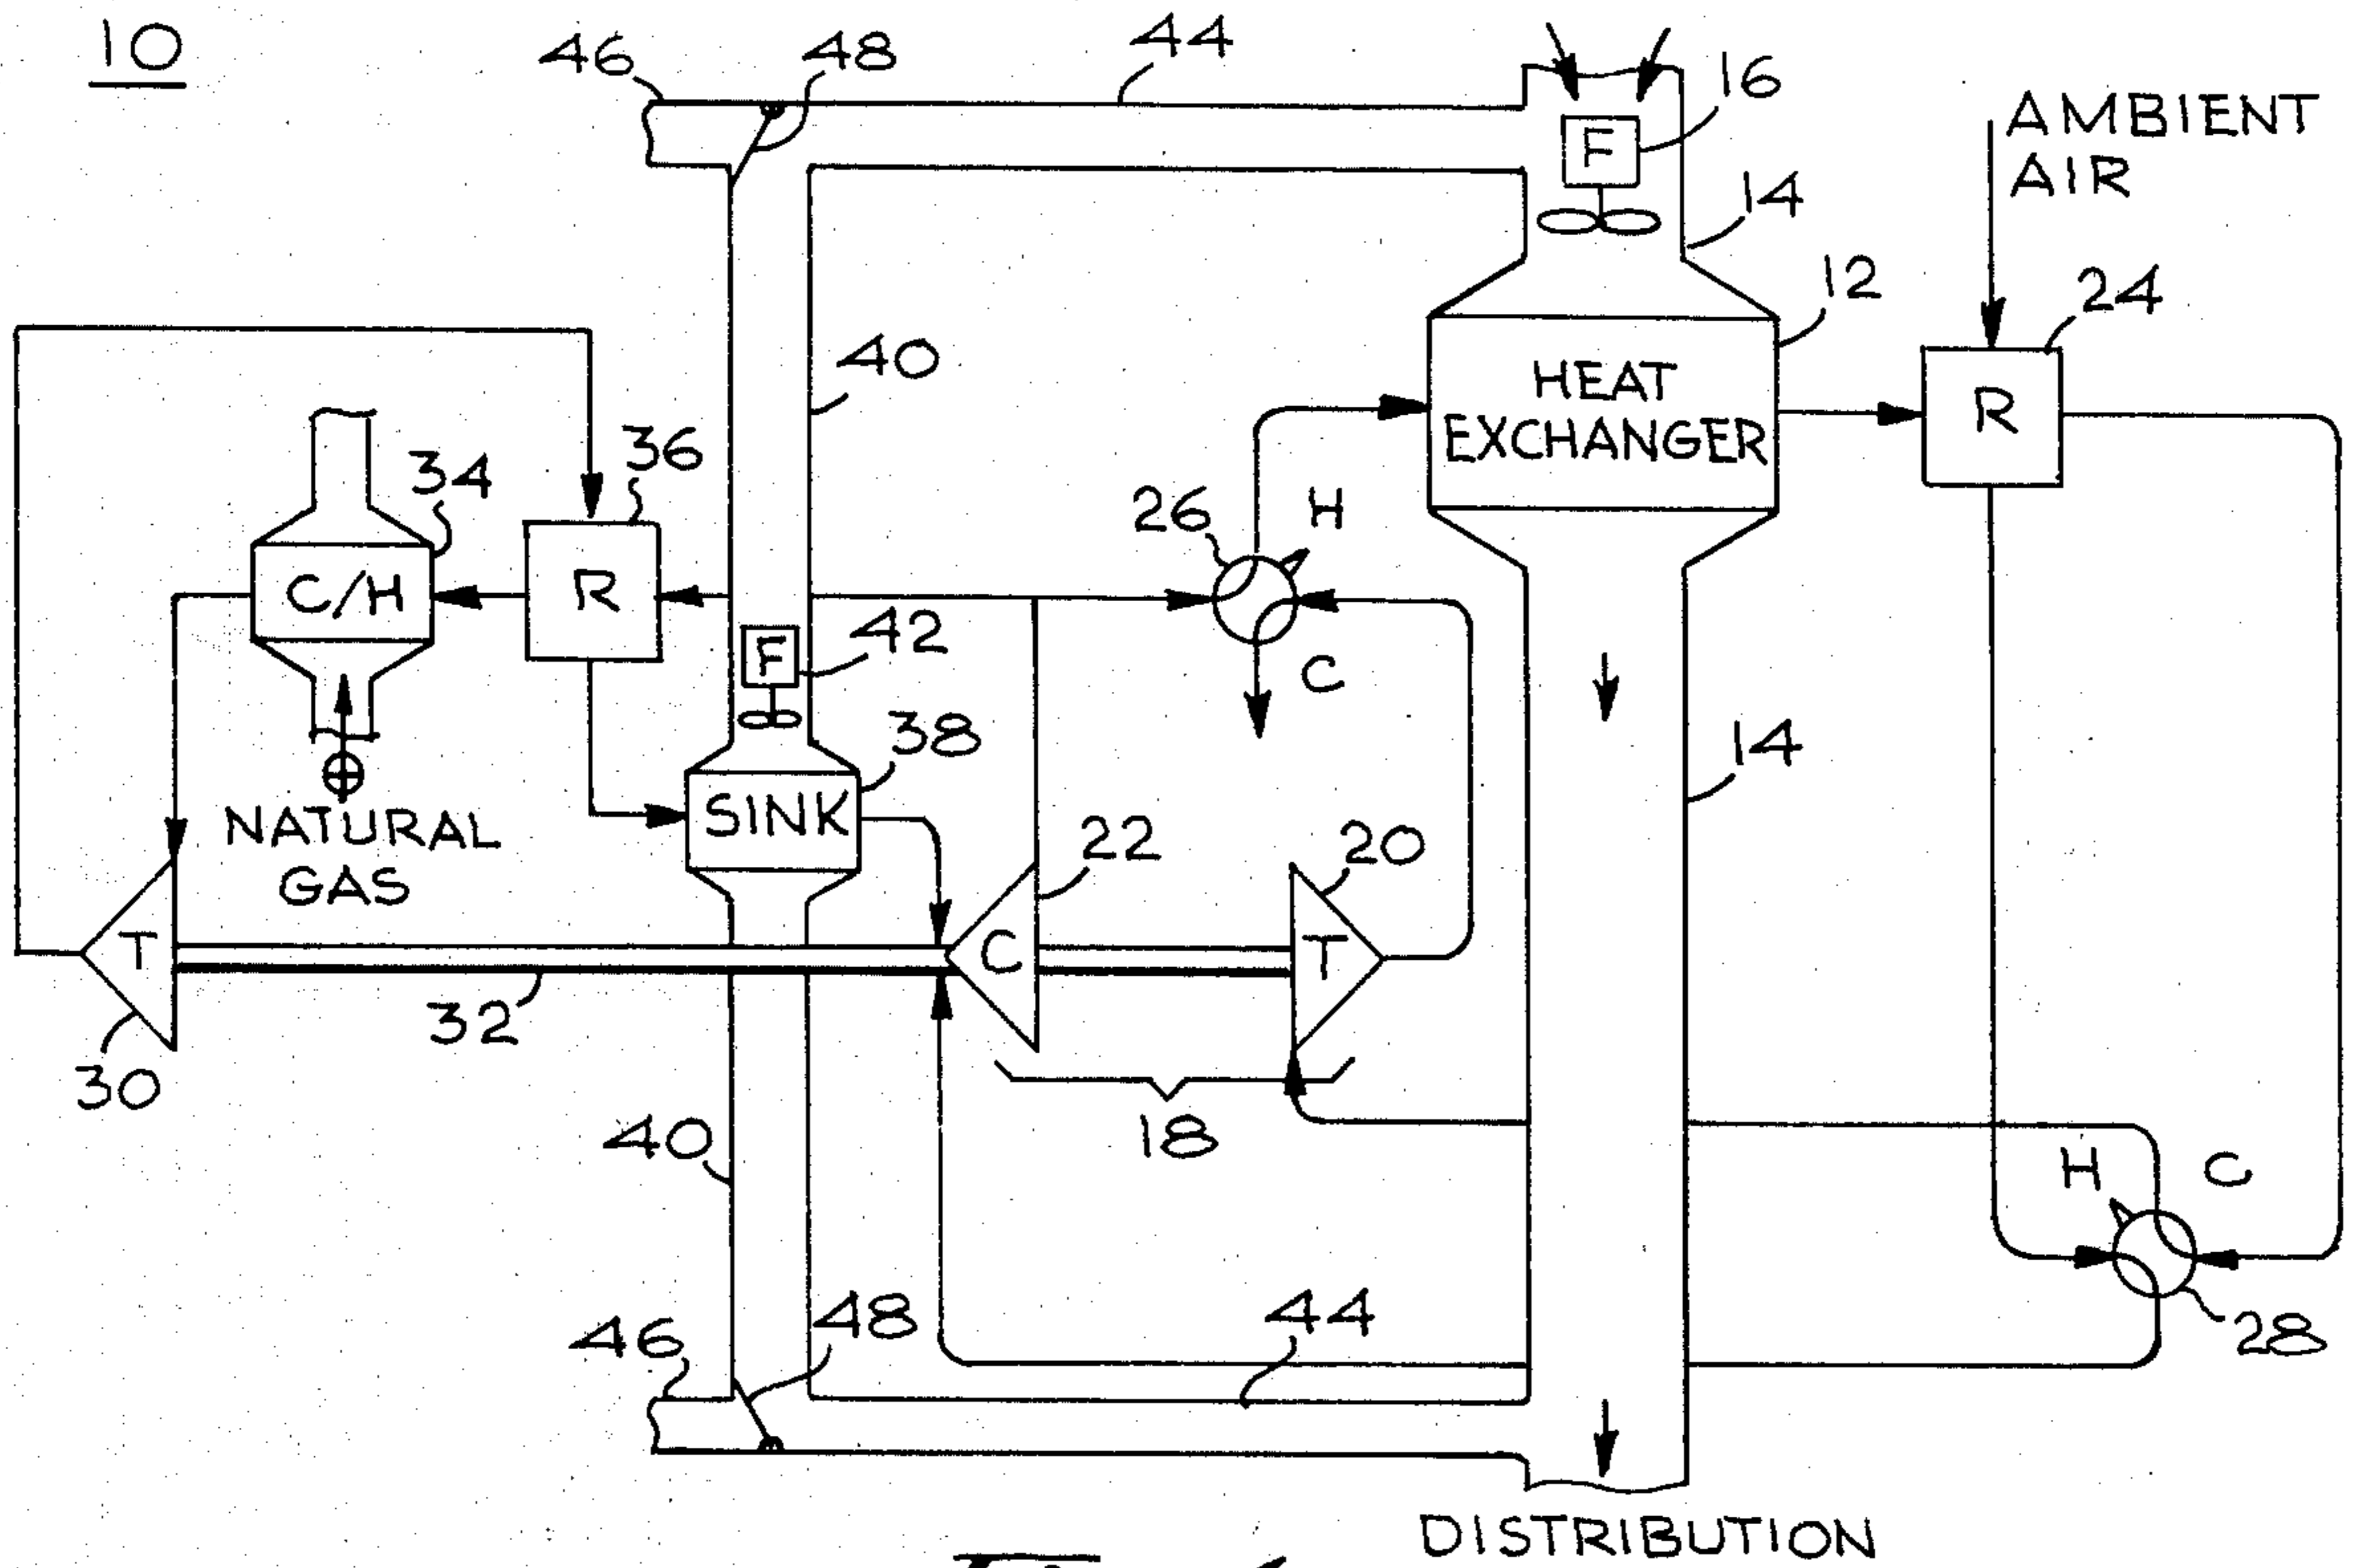 10
46
48
44
16
F
AMBIENT
AIR
14
12
24
40
HEAT
EXCHANGER
R
34
36
26
H
C/H
R
F
42
C
38
14
NATURAL
GAS
SINK
22
20
T
C
T
32
30
18
40
H
C
46
48
44
28
DISTRIBUTION